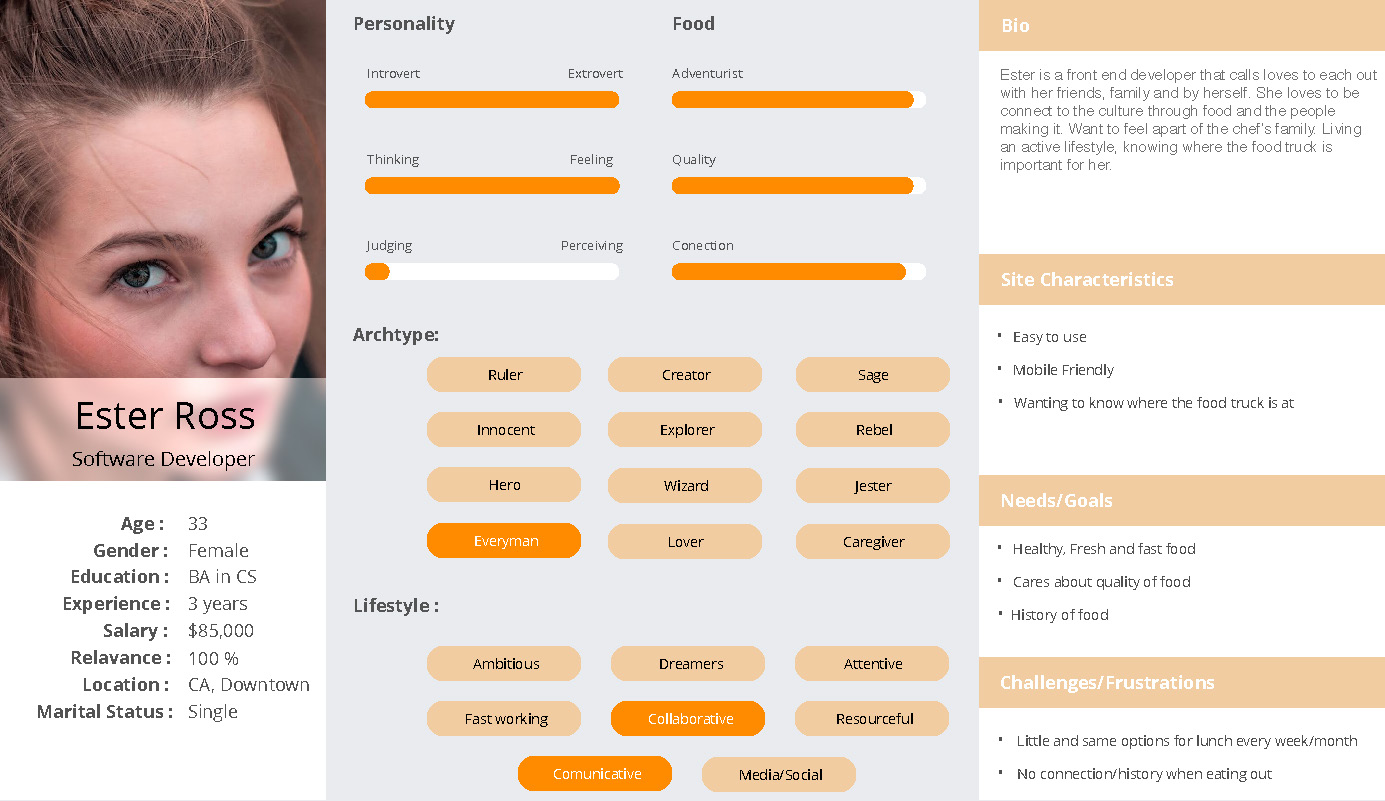 Ester Ross
Software Developer
Age : 33
Gender : Female
Education : BA in CS
Experience : 3 years
Salary : $85,000
Relavance : 100 %
Location : CA, Downtown
Marital Status : Single
Personality
Introvert Extrovert
Thinking Feeling
Judging Perceiving
Food
Adventurist
Quality
Conection
Archtype:
Ruler Creator Sage
Innocent Explorer Rebel
Hero Wizard Jester
Everyman Lover Caregiver
Lifestyle :
Ambitious Dreamers Attentive
Fast working Collaborative Resourceful
Comunicative Media/Social
Bio
Ester is a front end developer that calls loves to each out
with her friends, family and by herself. She loves to be
connect to the culture through food and the people
making it. Want to feel apart of the chef's family. Living
an active lifestyle, knowing where the food truck is
important for her.
Site Characteristics
• Easy to use
• Mobile Friendly
• Wanting to know where the food truck is at
Needs/Goals
• Healthy, Fresh and fast food
• Cares about quality of food
• History of food
Challenges/Frustrations
• Little and same options for lunch every week/month
• No connection/history when eating out